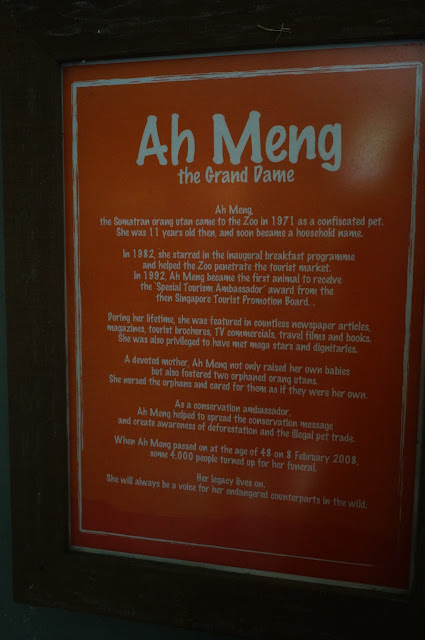 Ah Meng
the Grand Dame
Ah Meng,
the Sumatran orang utan came to the Zoo in 1971 as a confiscated pet.
She was 11 years old then, and soon became a household name.
In 1982, she starred in the inaugural breakfast programme
and helped the Zoo penetrate the tourist market.
In 1992, Ah Meng became the first animal to receive
the 'Special Tourism Ambassador' award from the
then Singapore Tourist Promotion Board. .
During her lifetime, she was featured in countless newspaper articles,
magazines, tourist brochures, TV commercials, travel films and books.
She was also privileged to have met mega stars and dignitaries.
A devoted mother, Ah Meng not only raised her own babies
but also fostered two orphaned orang utans.
She nursed the orphans and cared for them as if they were her own.
As a conservation ambassador,
Ah Meng helped to spread the conservation message
and create awareness of deforestation and the illegal pet trade.
When Ah Meng passed on at the age of 48 on 8 February 2008,
some 4,000 people turned up for her funeral.
Her legacy lives on.
She will always be a voice for her endangered counterparts in the wild.